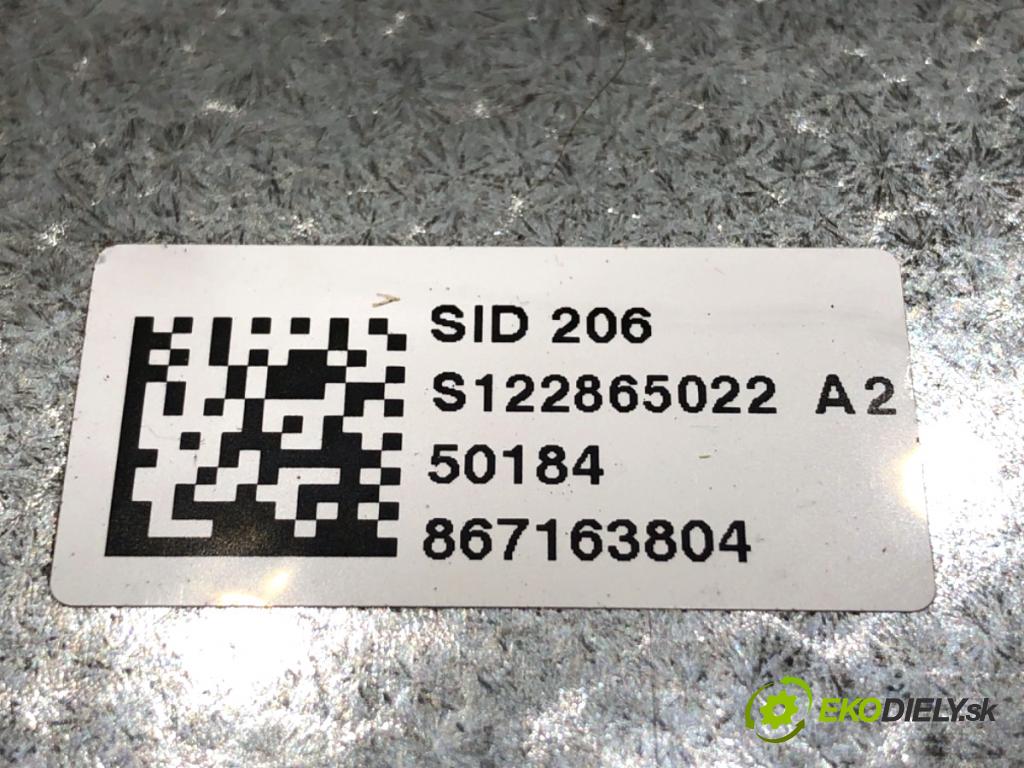 SID 206
S122865022 A2
50184
867163804
EKODIELY.sk